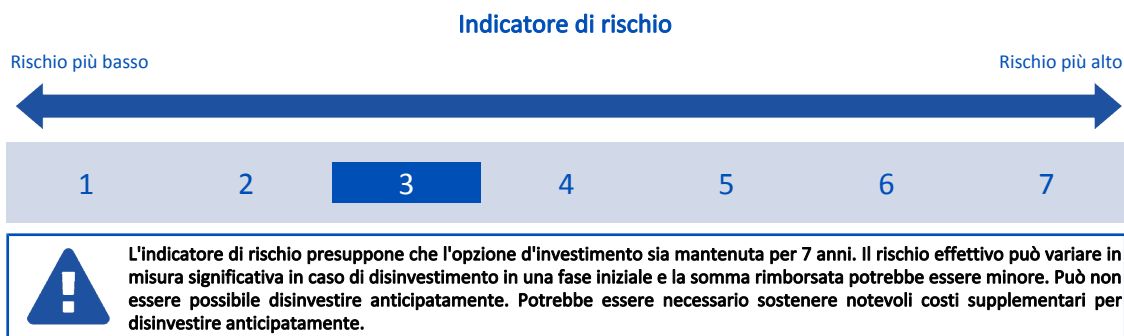 Indicatore di rischio
Rischio più basso
Rischio più alto
1 2 3 4 5 6 7
L'indicatore di rischio presuppone che l'opzione d'investimento sia mantenuta per 7 anni. Il rischio effettivo può variare in
misura significativa in caso di disinvestimento in una fase iniziale e la somma rimborsata potrebbe essere minore. Può non
essere possibile disinvestire anticipatamente. Potrebbe essere necessario sostenere notevoli costi supplementari per
disinvestire anticipatamente.